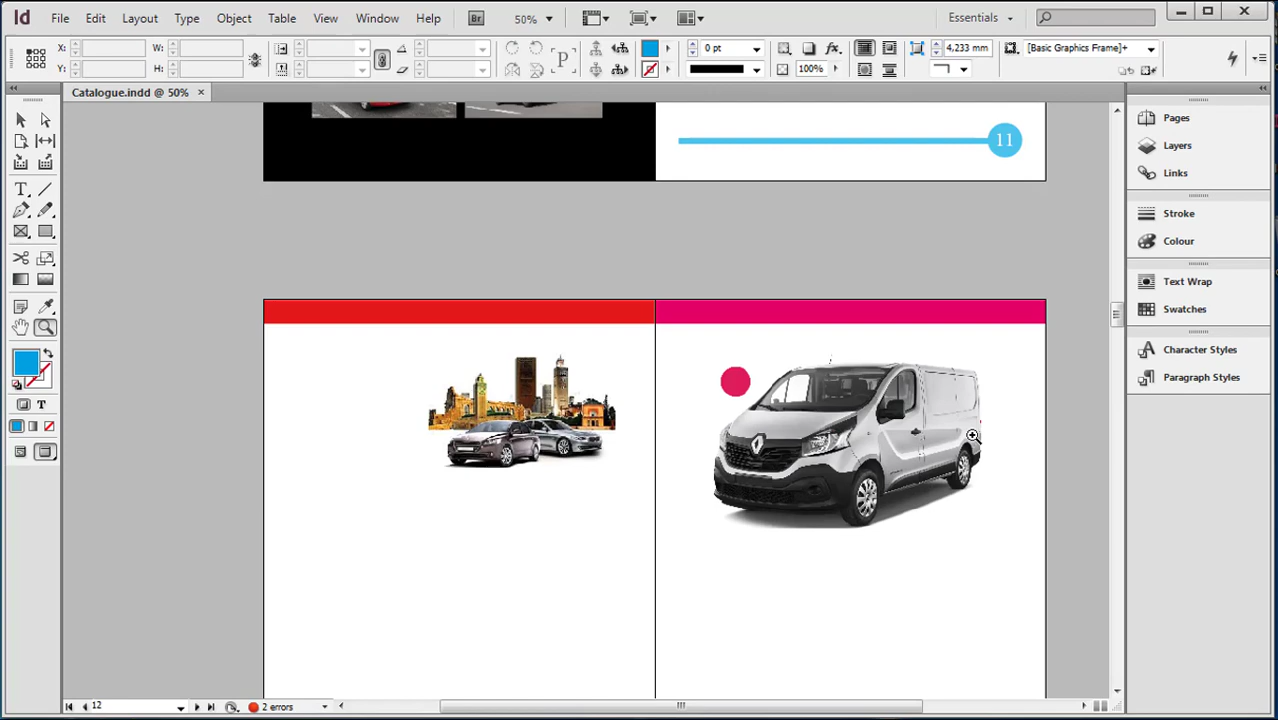 Id File Edit Layout Type Object Table View Window Help Br 50% Essentials
X: W: 0 pt 4,233 mm [Basic Graphics Frame]+
Y: H: P fx. 100%
Catalogue.indd @ 50% ×
Pages
Layers
Links
Stroke
Colour
Text Wrap
Swatches
Character Styles
Paragraph Styles
T
T
11
12 2 errors